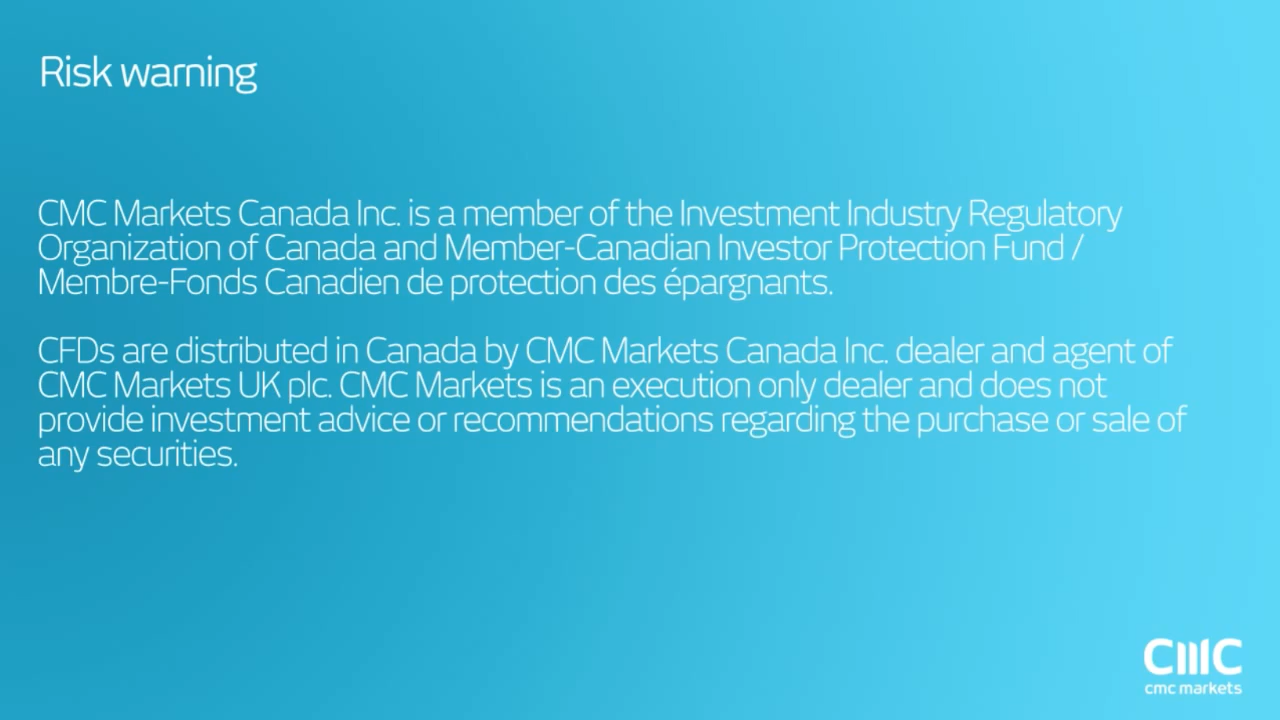 Risk warning
CMC Markets Canada Inc. is a member of the Investment Industry Regulatory
Organization of Canada and Member-Canadian Investor Protection Fund /
Membre-Fonds Canadien de protection des épargnants.
CFDs are distributed in Canada by CMC Markets Canada Inc. dealer and agent of
CMC Markets UK plc. CMC Markets is an execution only dealer and does not
provide investment advice or recommendations regarding the purchase or sale of
any securities.
CMC
cmc markets